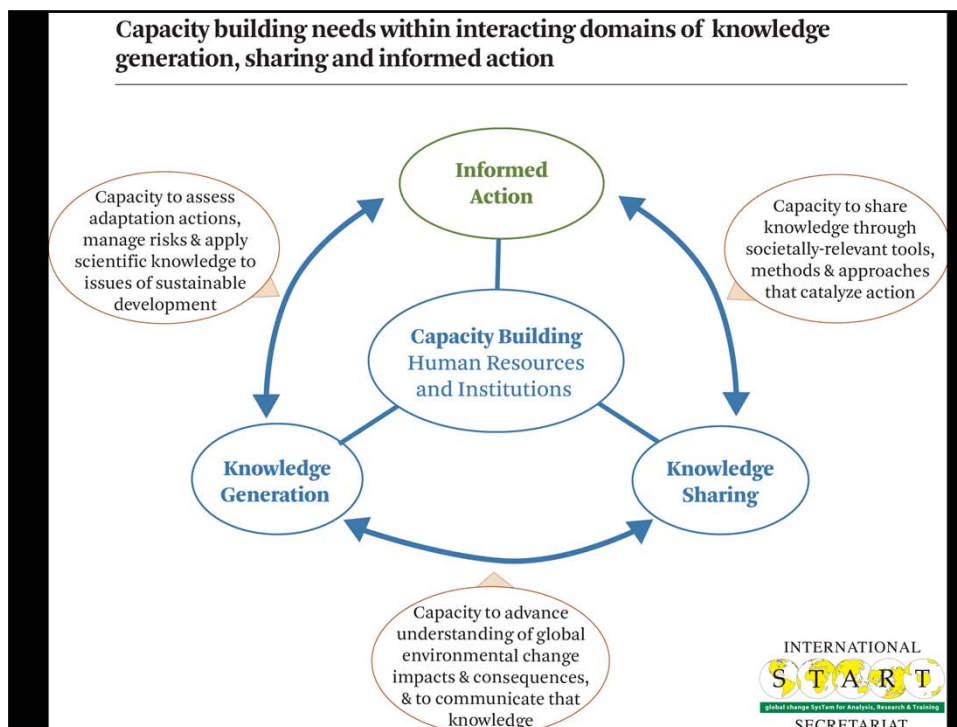 Capacity building needs within interacting domains of knowledge
generation, sharing and informed action
Informed
Action
Capacity to assess
adaptation actions,
manage risks & apply
scientific knowledge to
issues of sustainable
development
Capacity to share
knowledge through
societally-relevant tools,
methods & approaches
that catalyze action
Capacity Building
Human Resources
and Institutions
Knowledge
Generation
Knowledge
Sharing
Capacity to advance
understanding of global
environmental change
impacts & consequences,
& to communicate that
knowledge
INTERNATIONAL
START
global change SysTem for Analysis, Research & Training
SECRETARIAT